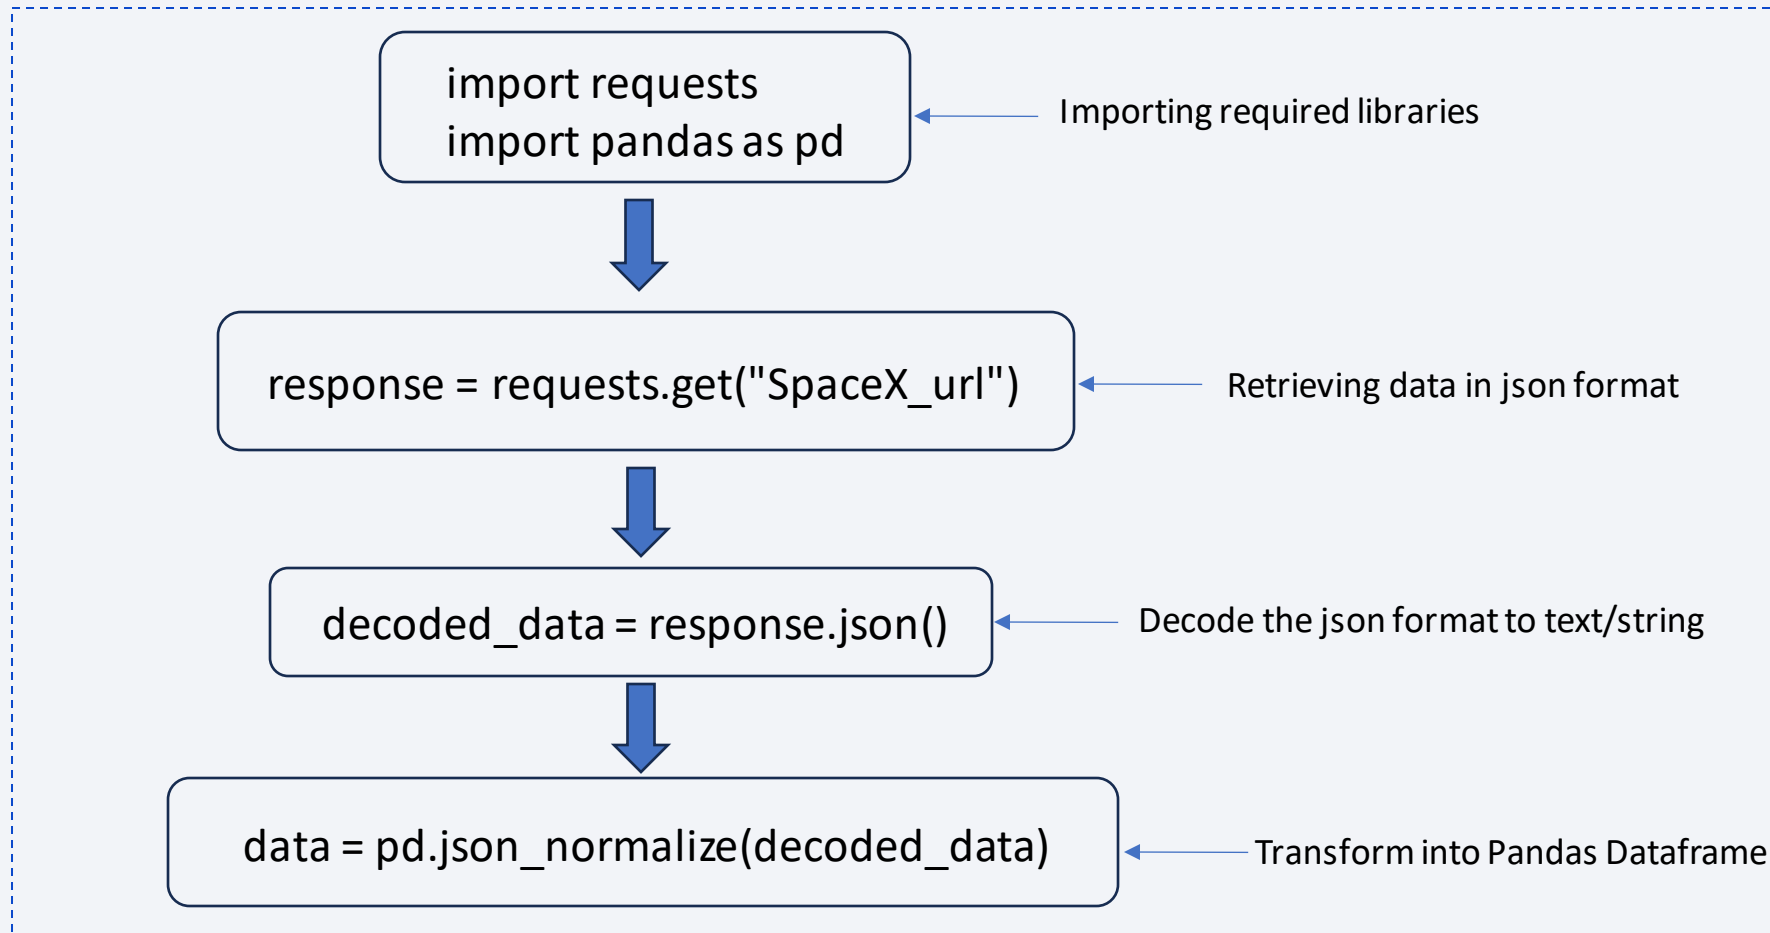 import requests
import pandas as pd
Importing required libraries
response = requests.get("SpaceX_url")
Retrieving data in json format
decoded_data = response.json()
Decode the json format to text/string
data = pd.json_normalize(decoded_data)
Transform into Pandas Dataframe